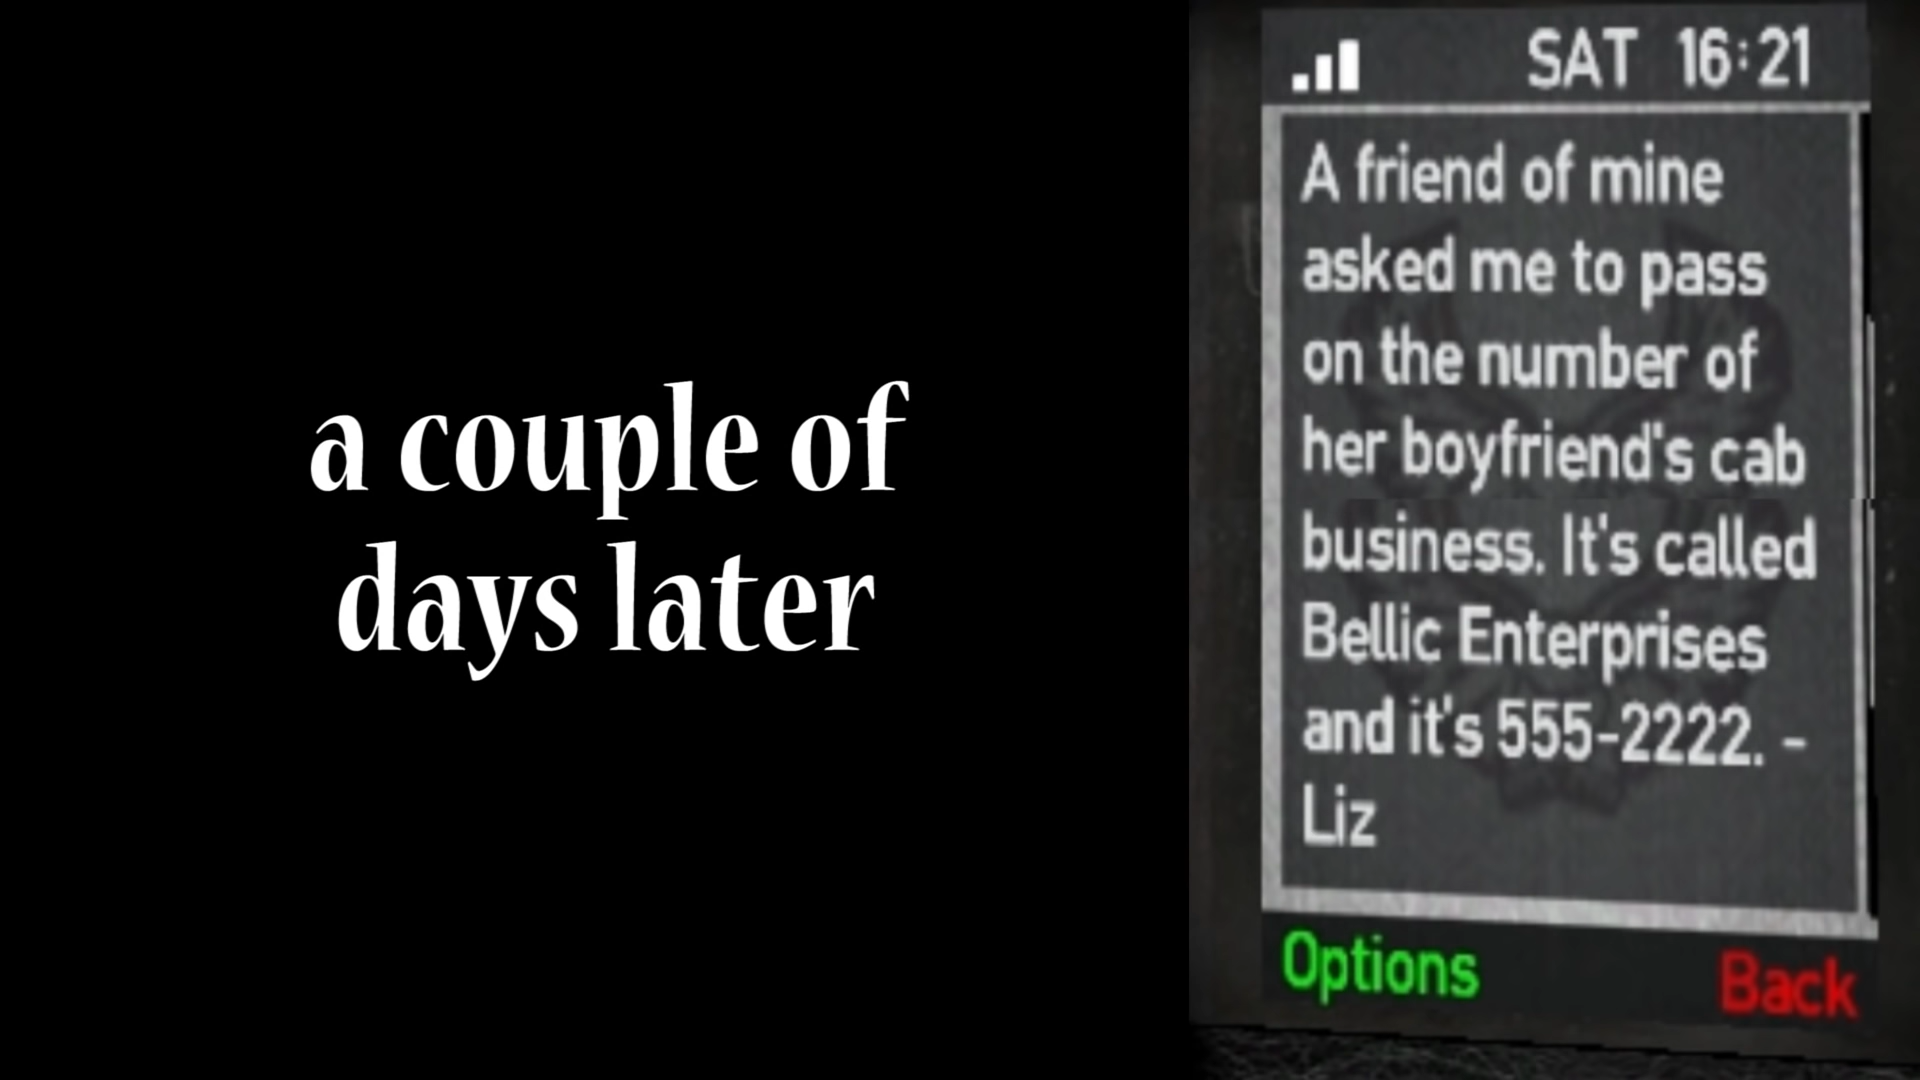 a couple of
days later
SAT 16:21
A friend of mine
asked me to pass
on the number of
her boyfriend's cab
business. It's called
Bellic Enterprises
and it's 555-2222. -
Liz
Options Back